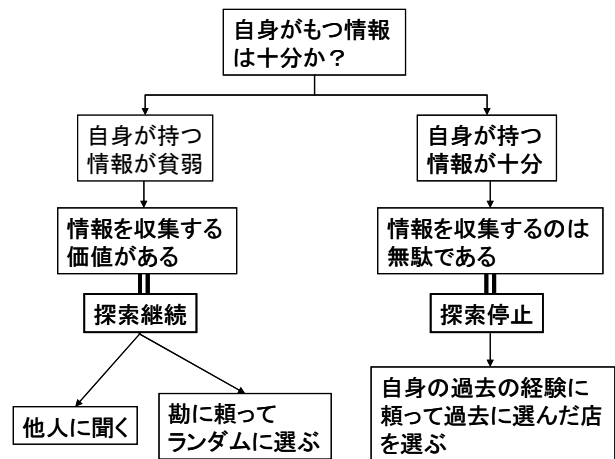 自身がもつ情報
は十分か？
自身が持つ
情報が貧弱
自身が持つ
情報が十分
情報を収集する
価値がある
情報を収集するのは
無駄である
探索継続
探索停止
他人に聞く
勘に頼って
ランダムに選ぶ
自身の過去の経験に
頼って過去に選んだ店
を選ぶ